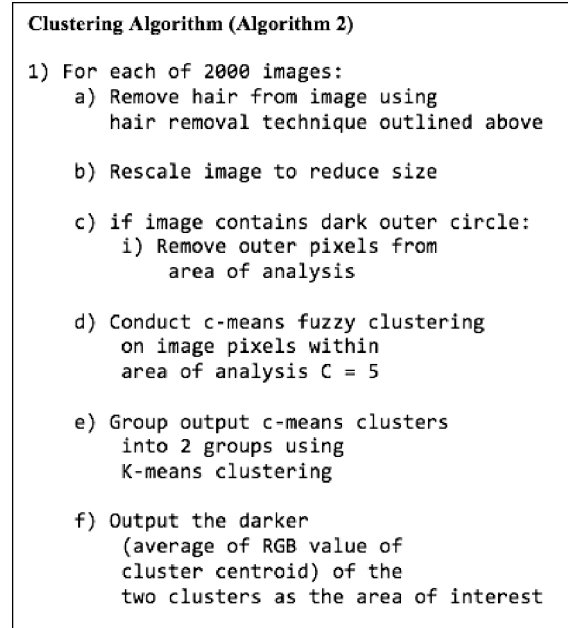 Clustering Algorithm (Algorithm 2)
1) For each of 2000 images:
a) Remove hair from image using
hair removal technique outlined above
b) Rescale image to reduce size
c) if image contains dark outer circle:
i) Remove outer pixels from
area of analysis
d) Conduct c-means fuzzy clustering
on image pixels within
area of analysis C = 5
e) Group output c-means clusters
into 2 groups using
K-means clustering
f) Output the darker
(average of RGB value of
cluster centroid) of the
two clusters as the area of interest